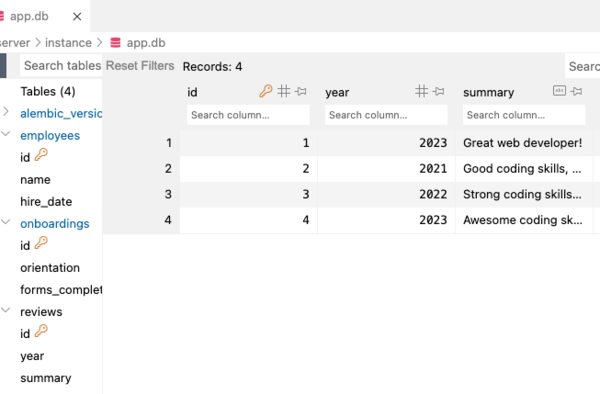 app.db
server > instance > app.db
Search tables
Reset Filters
Records: 4
Sear
Tables (4)
alembic_versio
employees
id
name
hire_date
onboardings
id
orientation
forms_complet
reviews
id
year
summary
id year summary
Search column... Search column... Search column...
1 1 2023 Great web developer!
2 2 2021 Good coding skills, ...
3 3 2022 Strong coding skills...
4 4 2023 Awesome coding sk...